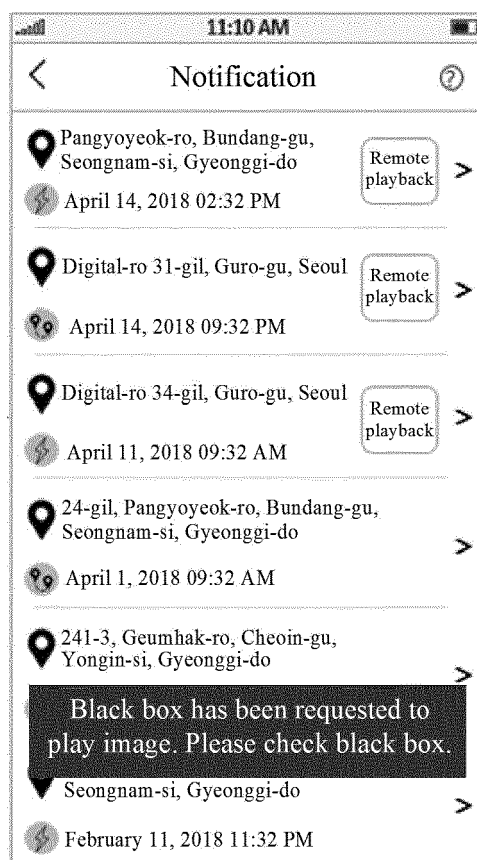 11:10 AM
Notification
?
Pangyoyeok-ro, Bundang-gu,
Seongnam-si, Gyeonggi-do
Remote
playback
April 14, 2018 02:32 PM
Digital-ro 31-gil, Guro-gu, Seoul
Remote
playback
April 14, 2018 09:32 PM
Digital-ro 34-gil, Guro-gu, Seoul
Remote
playback
April 11, 2018 09:32 AM
24-gil, Pangyoyeok-ro, Bundang-gu,
Seongnam-si, Gyeonggi-do
April 1, 2018 09:32 AM
241-3, Geumhak-ro, Cheoin-gu,
Yongin-si, Gyeonggi-do
Black box has been requested to
play image. Please check black box.
Seongnam-si, Gyeonggi-do
February 11, 2018 11:32 PM